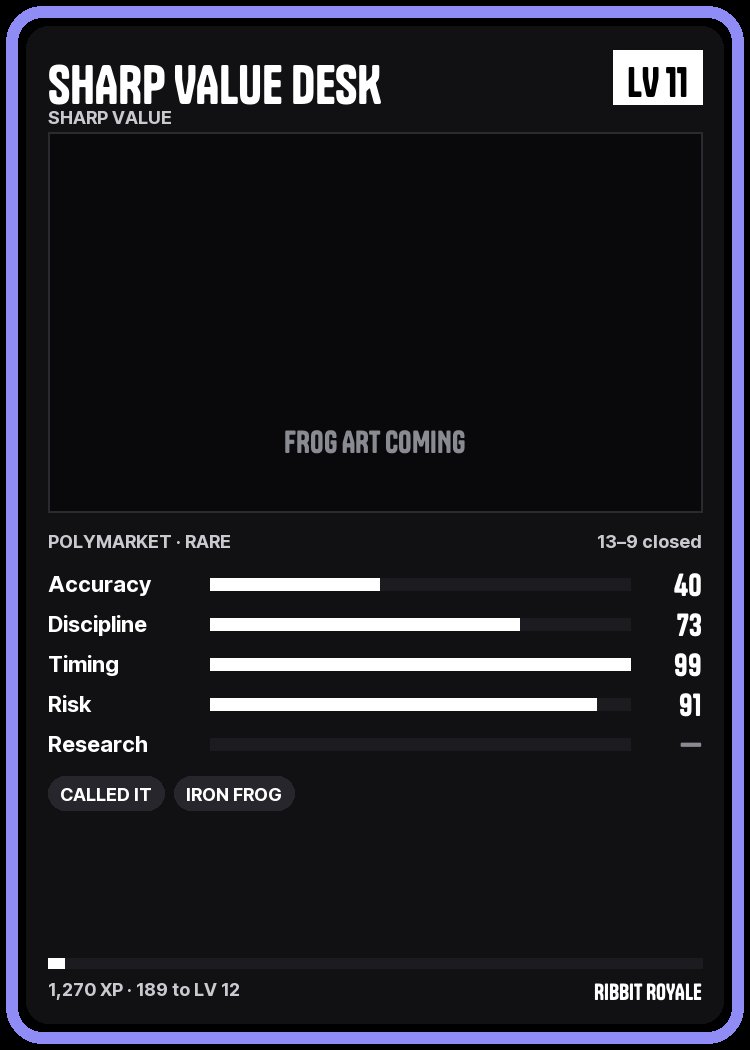 SHARP VALUE DESK
LV 11
SHARP VALUE
FROG ART COMING
POLYMARKET · RARE
13–9 closed
Accuracy 40
Discipline 73
Timing 99
Risk 91
Research —
CALLED IT
IRON FROG
1,270 XP · 189 to LV 12
RIBBIT ROYALE